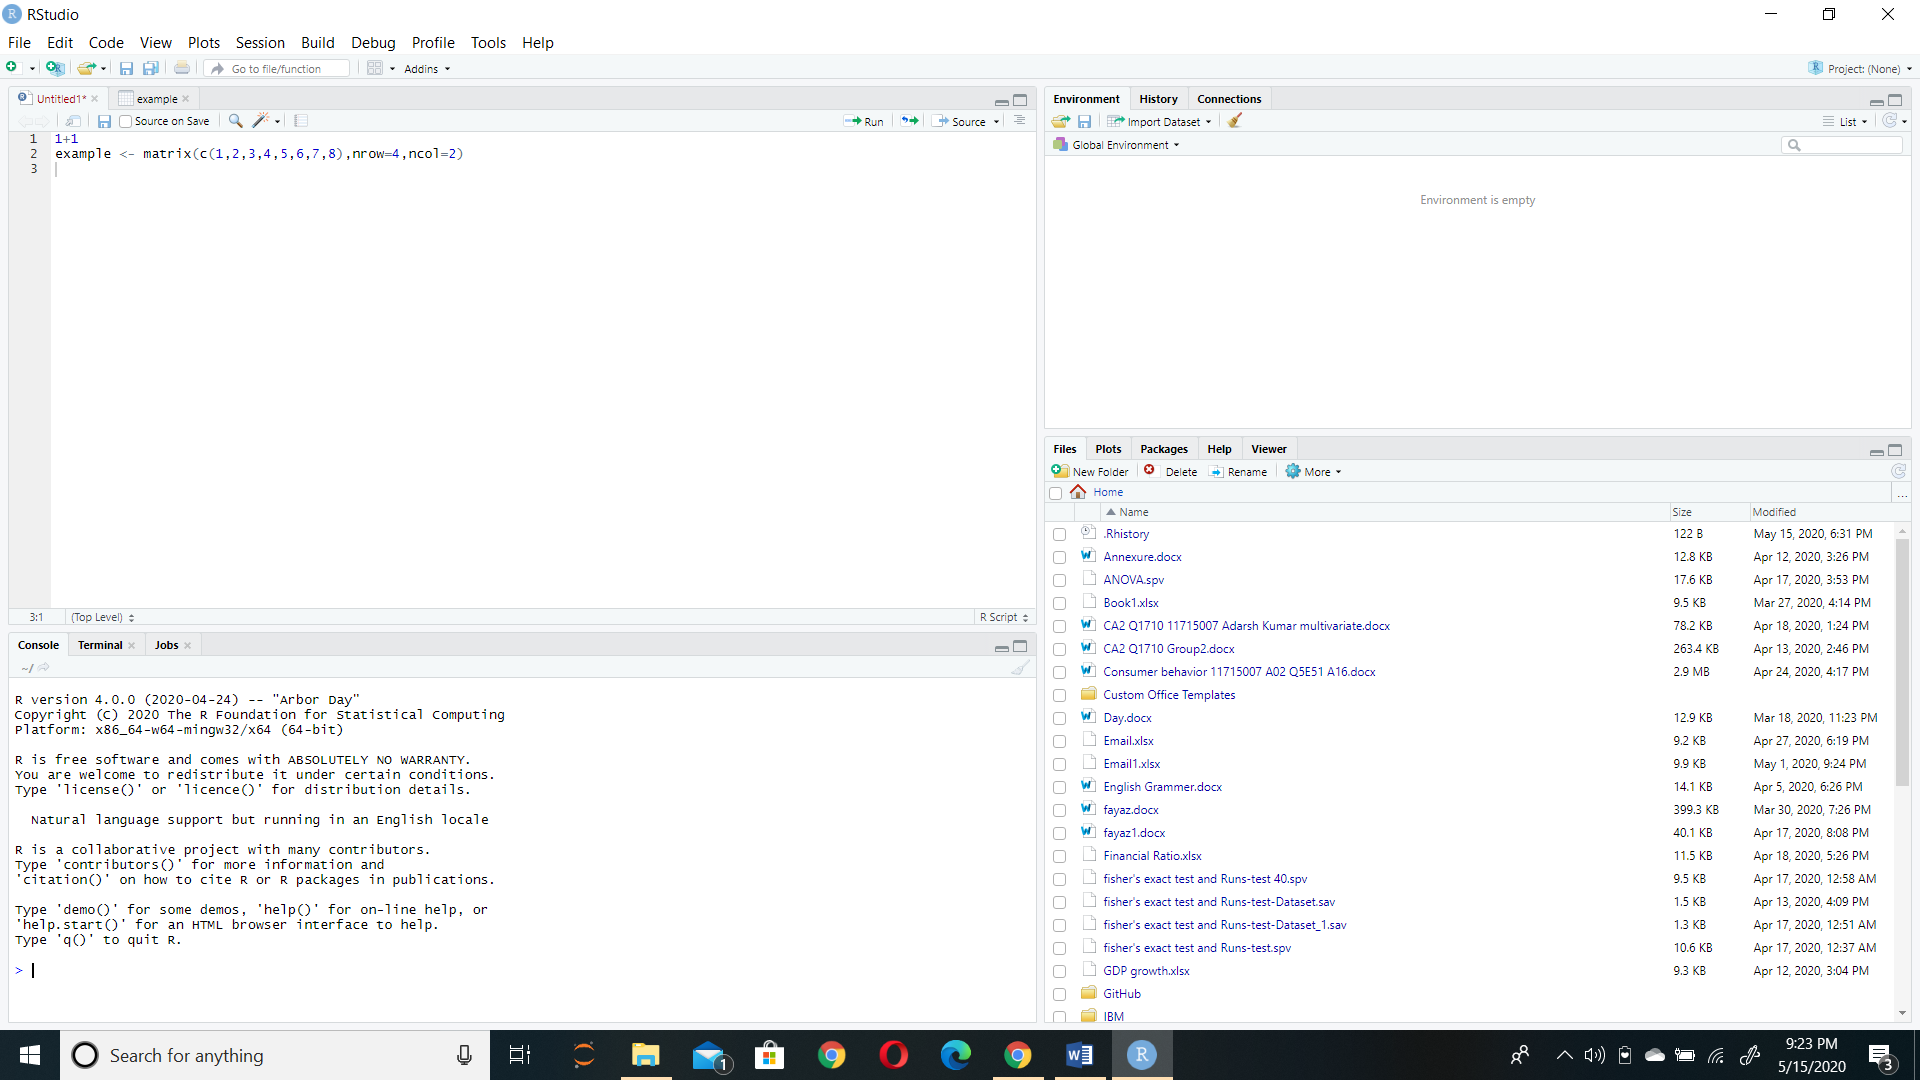 RStudio
File Edit Code View Plots Session Build Debug Profile Tools Help
Go to file/function Addins Project: (None)
Untitled1* example
Source on Save Run Source
1 1+1
2 example <- matrix(c(1,2,3,4,5,6,7,8),nrow=4,ncol=2)
3
3:1 (Top Level) R Script
Console Terminal Jobs
~/
R version 4.0.0 (2020-04-24) -- "Arbor Day"
Copyright (C) 2020 The R Foundation for Statistical Computing
Platform: x86_64-w64-mingw32/x64 (64-bit)
R is free software and comes with ABSOLUTELY NO WARRANTY.
You are welcome to redistribute it under certain conditions.
Type 'license()' or 'licence()' for distribution details.
Natural language support but running in an English locale
R is a collaborative project with many contributors.
Type 'contributors()' for more information and
'citation()' on how to cite R or R packages in publications.
Type 'demo()' for some demos, 'help()' for on-line help, or
'help.start()' for an HTML browser interface to help.
Type 'q()' to quit R.
>
Environment History Connections
Import Dataset List
Global Environment
Environment is empty
Files Plots Packages Help Viewer
New Folder Delete Rename More
Home ...
Name Size Modified
.Rhistory 122 B May 15, 2020, 6:31 PM
Annexure.docx 12.8 KB Apr 12, 2020, 3:26 PM
ANOVA.spv 17.6 KB Apr 17, 2020, 3:53 PM
Book1.xlsx 9.5 KB Mar 27, 2020, 4:14 PM
CA2 Q1710 11715007 Adarsh Kumar multivariate.docx 78.2 KB Apr 18, 2020, 1:24 PM
CA2 Q1710 Group2.docx 263.4 KB Apr 13, 2020, 2:46 PM
Consumer behavior 11715007 A02 Q5E51 A16.docx 2.9 MB Apr 24, 2020, 4:17 PM
Custom Office Templates
Day.docx 12.9 KB Mar 18, 2020, 11:23 PM
Email.xlsx 9.2 KB Apr 27, 2020, 6:19 PM
Email1.xlsx 9.9 KB May 1, 2020, 9:24 PM
English Grammer.docx 14.1 KB Apr 5, 2020, 6:26 PM
fayaz.docx 399.3 KB Mar 30, 2020, 7:26 PM
fayaz1.docx 40.1 KB Apr 17, 2020, 8:08 PM
Financial Ratio.xlsx 11.5 KB Apr 18, 2020, 5:26 PM
fisher's exact test and Runs-test 40.spv 9.5 KB Apr 17, 2020, 12:58 AM
fisher's exact test and Runs-test-Dataset.sav 1.5 KB Apr 13, 2020, 4:09 PM
fisher's exact test and Runs-test-Dataset_1.sav 1.3 KB Apr 17, 2020, 12:51 AM
fisher's exact test and Runs-test.spv 10.6 KB Apr 17, 2020, 12:37 AM
GDP growth.xlsx 9.3 KB Apr 12, 2020, 3:04 PM
GitHub
IBM
Search for anything
1
9:23 PM
5/15/2020
3